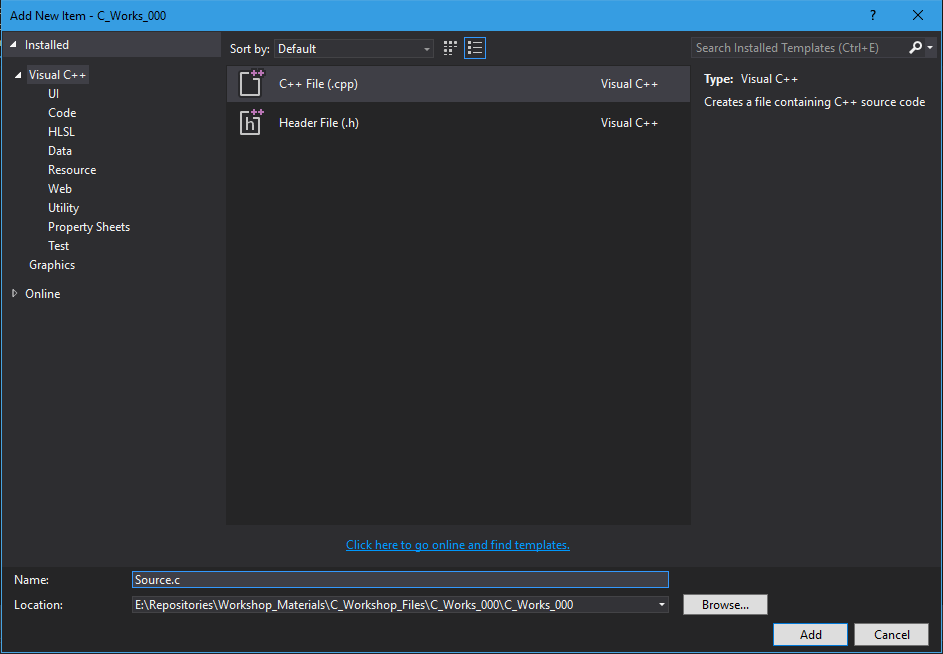 Add New Item - C_Works_000
?
Installed
Visual C++
UI
Code
HLSL
Data
Resource
Web
Utility
Property Sheets
Test
Graphics
Online
Sort by: Default
Search Installed Templates (Ctrl+E)
C++ File (.cpp) Visual C++
Header File (.h) Visual C++
Type: Visual C++
Creates a file containing C++ source code
Click here to go online and find templates.
Name: Source.c
Location: E:\Repositories\Workshop_Materials\C_Workshop_Files\C_Works_000\C_Works_000
Browse...
Add Cancel